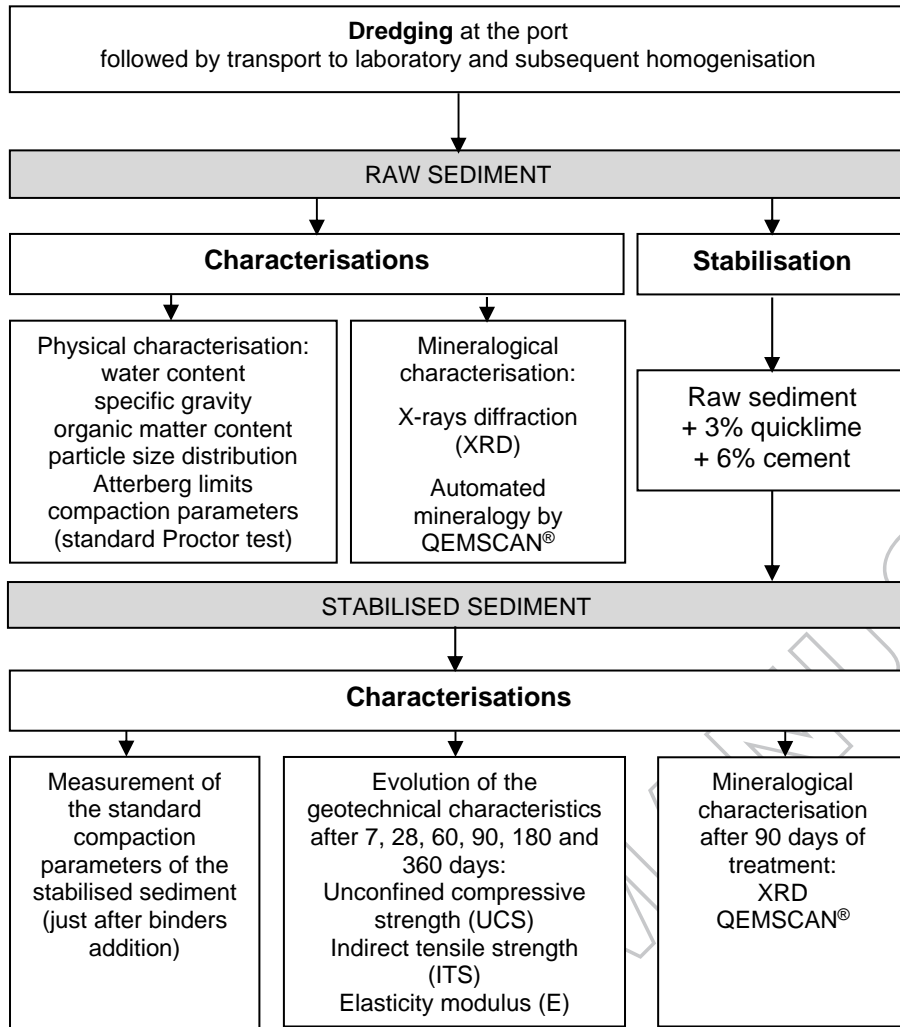 Dredging at the port
followed by transport to laboratory and subsequent homogenisation
RAW SEDIMENT
Characterisations
Stabilisation
Physical characterisation:
water content
specific gravity
organic matter content
particle size distribution
Atterberg limits
compaction parameters
(standard Proctor test)
Mineralogical
characterisation:
X-rays diffraction
(XRD)
Automated
mineralogy by
QEMSCAN®
Raw sediment
+ 3% quicklime
+ 6% cement
STABILISED SEDIMENT
Characterisations
Measurement of
the standard
compaction
parameters of the
stabilised sediment
(just after binders
addition)
Evolution of the
geotechnical characteristics
after 7, 28, 60, 90, 180 and
360 days:
Unconfined compressive
strength (UCS)
Indirect tensile strength
(ITS)
Elasticity modulus (E)
Mineralogical
characterisation
after 90 days of
treatment:
XRD
QEMSCAN®